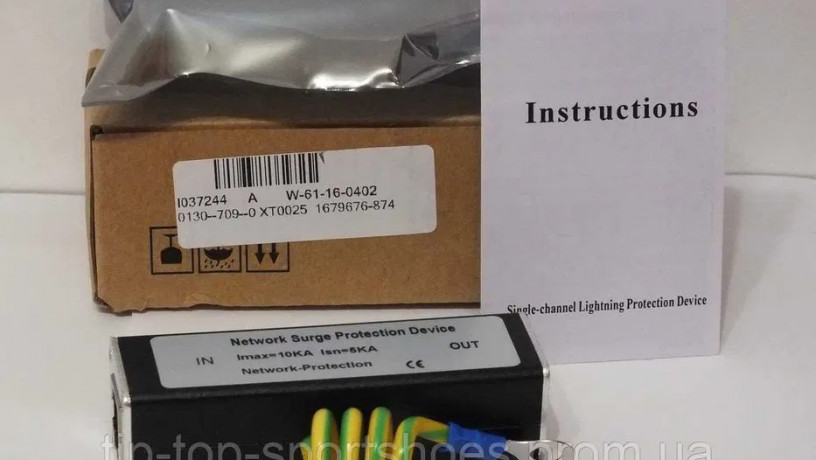 Instructions
I037244 A W-61-16-0402
0130--709--0 XT0025 1679676-874
Single-channel Lightning Protection Device
Network Surge Protection Device
IN Imax=10KA Isn=5KA OUT
Network-Protection CE
tip-top-sportshoes.prom.ua